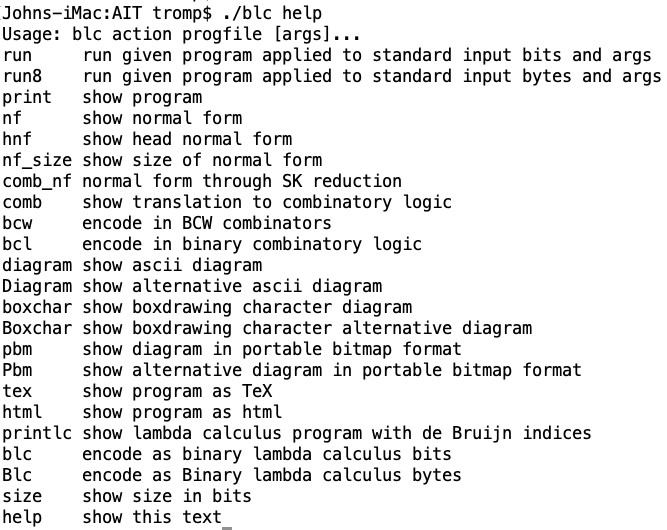 Johns-iMac:AIT tromp$ ./blc help
Usage: blc action progfile [args]...
run     run given program applied to standard input bits and args
run8    run given program applied to standard input bytes and args
print   show program
nf      show normal form
hnf     show head normal form
nf_size show size of normal form
comb_nf normal form through SK reduction
comb    show translation to combinatory logic
bcw     encode in BCW combinators
bcl     encode in binary combinatory logic
diagram show ascii diagram
Diagram show alternative ascii diagram
boxchar show boxdrawing character diagram
Boxchar show boxdrawing character alternative diagram
pbm     show diagram in portable bitmap format
Pbm     show alternative diagram in portable bitmap format
tex     show program as TeX
html    show program as html
printlc show lambda calculus program with de Bruijn indices
blc     encode as binary lambda calculus bits
Blc     encode as Binary lambda calculus bytes
size    show size in bits
help    show this text